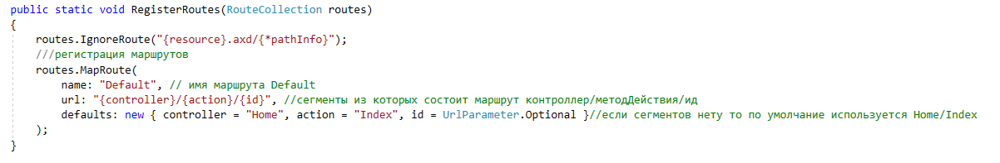 public static void RegisterRoutes(RouteCollection routes)
{
routes.IgnoreRoute("{resource}.axd/{*pathInfo}");
///регистрация маршрутов
routes.MapRoute(
name: "Default", // имя маршрута Default
url: "{controller}/{action}/{id}", //сегменты из которых состоит маршрут контроллер/методДействия/ид
defaults: new { controller = "Home", action = "Index", id = UrlParameter.Optional }//если сегментов нету то по умолчание используется Home/Index
);
}